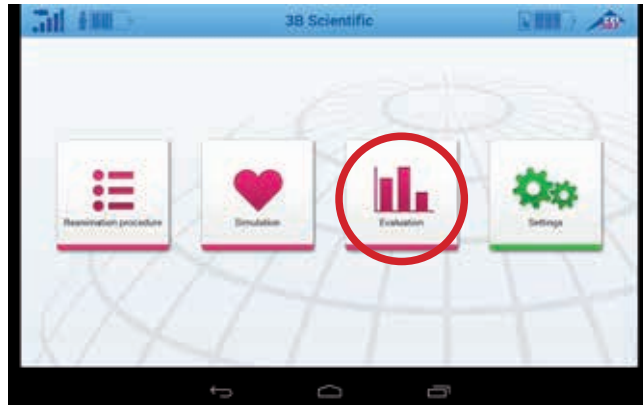 3B Scientific
Reanimation procedure
Simulation
Evaluation
Settings